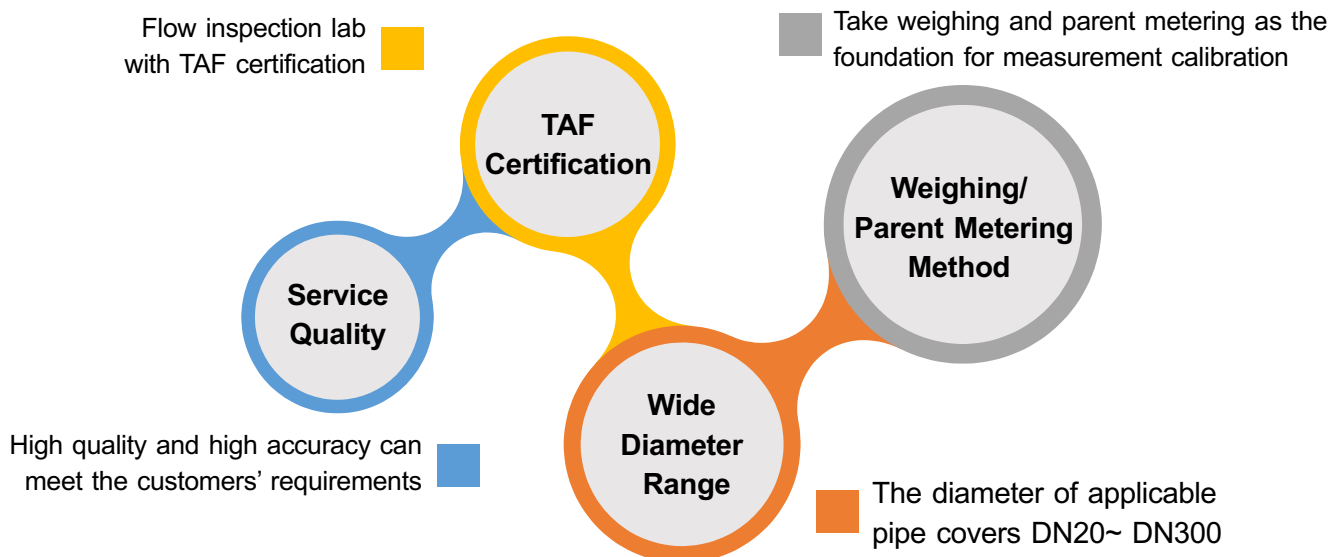 Flow inspection lab
with TAF certification
Take weighing and parent metering as the
foundation for measurement calibration
TAF
Certification
Weighing/
Parent Metering
Method
Service
Quality
Wide
Diameter
Range
High quality and high accuracy can
meet the customers’ requirements
The diameter of applicable
pipe covers DN20~ DN300